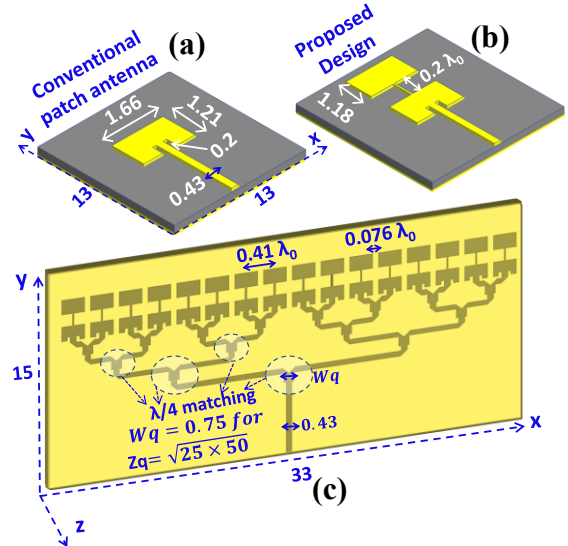 (a)
Conventional
patch antenna
1.66
1.21
0.2
0.43
y
x
13
13
Proposed
Design
(b)
0.2 λ₀
1.18
y
0.41 λ₀
0.076 λ₀
15
λ/4 matching
Wq = 0.75 for
Zq= √25 × 50
Wq
0.43
x
33
(c)
z